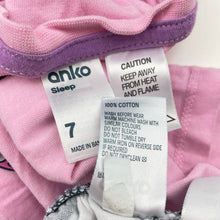 anko
Sleep
7
MADE IN BAN
CAUTION
KEEP AWAY
FROM HEAT
AND FLAME
100% COTTON
WASH BEFORE WEAR
WARM MACHINE WASH WITH
SIMILAR COLOURS
DO NOT BLEACH
DO NOT TUMBLE DRY
WARM IRON ON REVERSE SIDE
IF REQUIRED
DO NOT DRYCLEAN